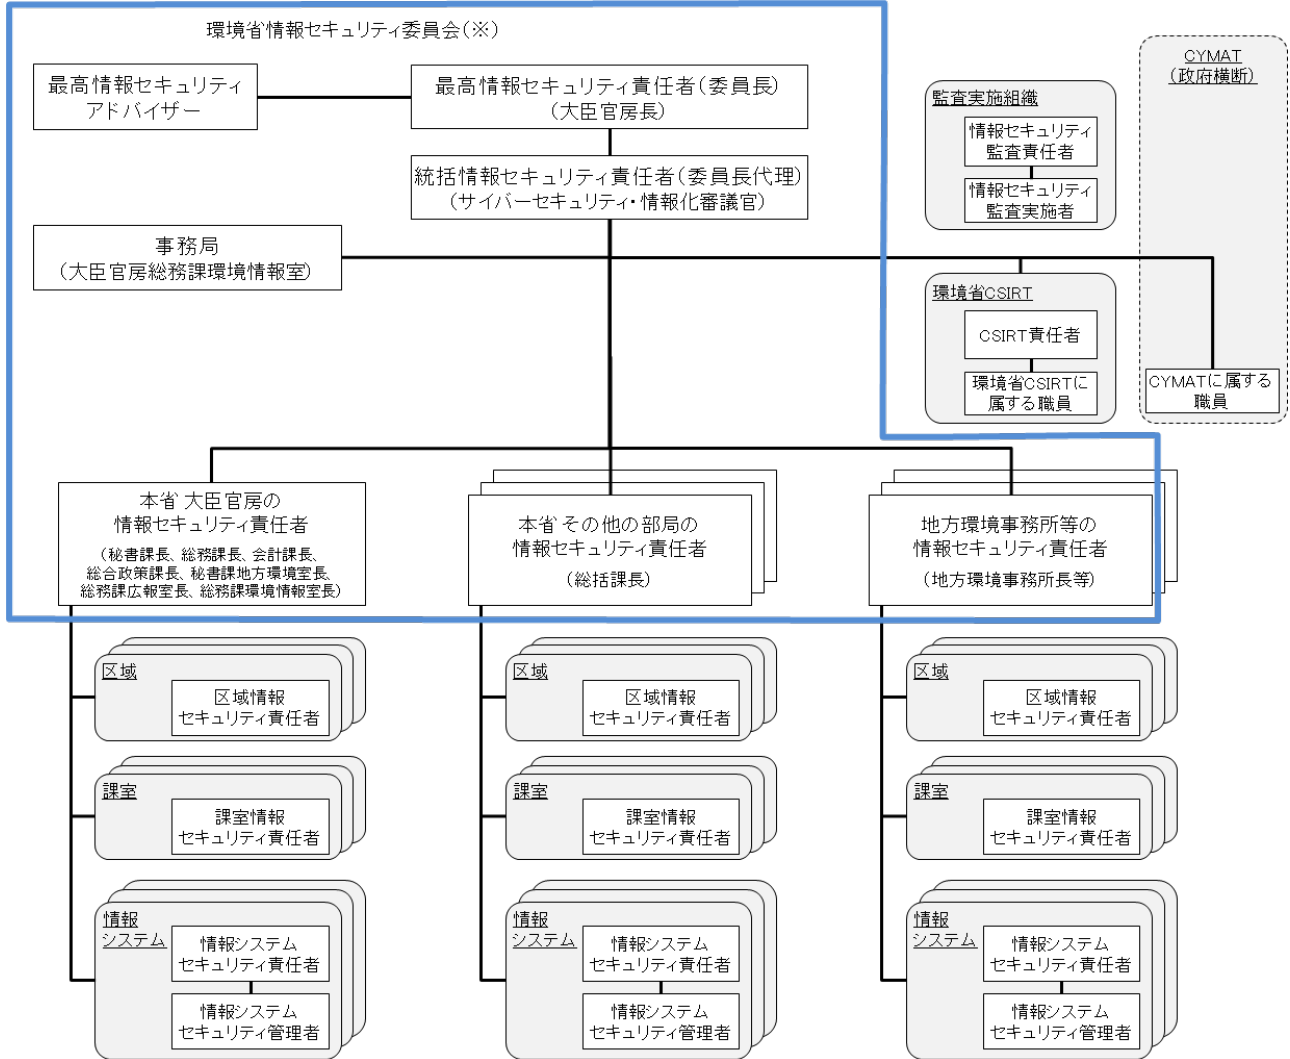 環境省情報セキュリティ委員会(※)
最高情報セキュリティ
アドバイザー
最高情報セキュリティ責任者(委員長)
(大臣官房長)
統括情報セキュリティ責任者(委員長代理)
(サイバーセキュリティ・情報化審議官)
事務局
(大臣官房総務課環境情報室)
監査実施組織
情報セキュリティ
監査責任者
情報セキュリティ
監査実施者
CYMAT
(政府横断)
環境省CSIRT
CSIRT責任者
環境省CSIRTに
属する職員
CYMATに属する
職員
本省 大臣官房の
情報セキュリティ責任者
(秘書課長、総務課長、会計課長、
総合政策課長、秘書課地方環境室長、
総務課広報室長、総務課環境情報室長)
本省 その他の部局の
情報セキュリティ責任者
(総括課長)
地方環境事務所等の
情報セキュリティ責任者
(地方環境事務所長等)
区域
区域情報
セキュリティ責任者
課室
課室情報
セキュリティ責任者
情報
システム
情報システム
セキュリティ責任者
情報システム
セキュリティ管理者
区域
区域情報
セキュリティ責任者
課室
課室情報
セキュリティ責任者
情報
システム
情報システム
セキュリティ責任者
情報システム
セキュリティ管理者
区域
区域情報
セキュリティ責任者
課室
課室情報
セキュリティ責任者
情報
システム
情報システム
セキュリティ責任者
情報システム
セキュリティ管理者